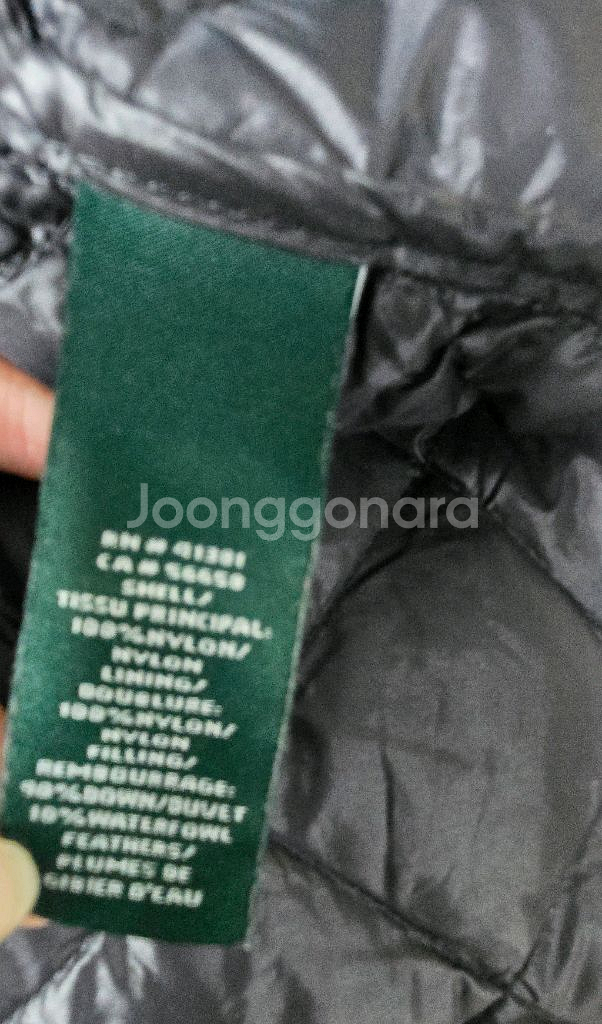 Joonggonara
RN # 41381
CA # 56658
SHELL/
TISSU PRINCIPAL:
100%NYLON/
NYLON
LINING/
DOUBLURE:
100%NYLON/
NYLON
FILLING/
REMBOURRAGE:
90%DOWN/DUVET
10%WATERFOWL
FEATHERS/
PLUMES DE
GIBIER D'EAU